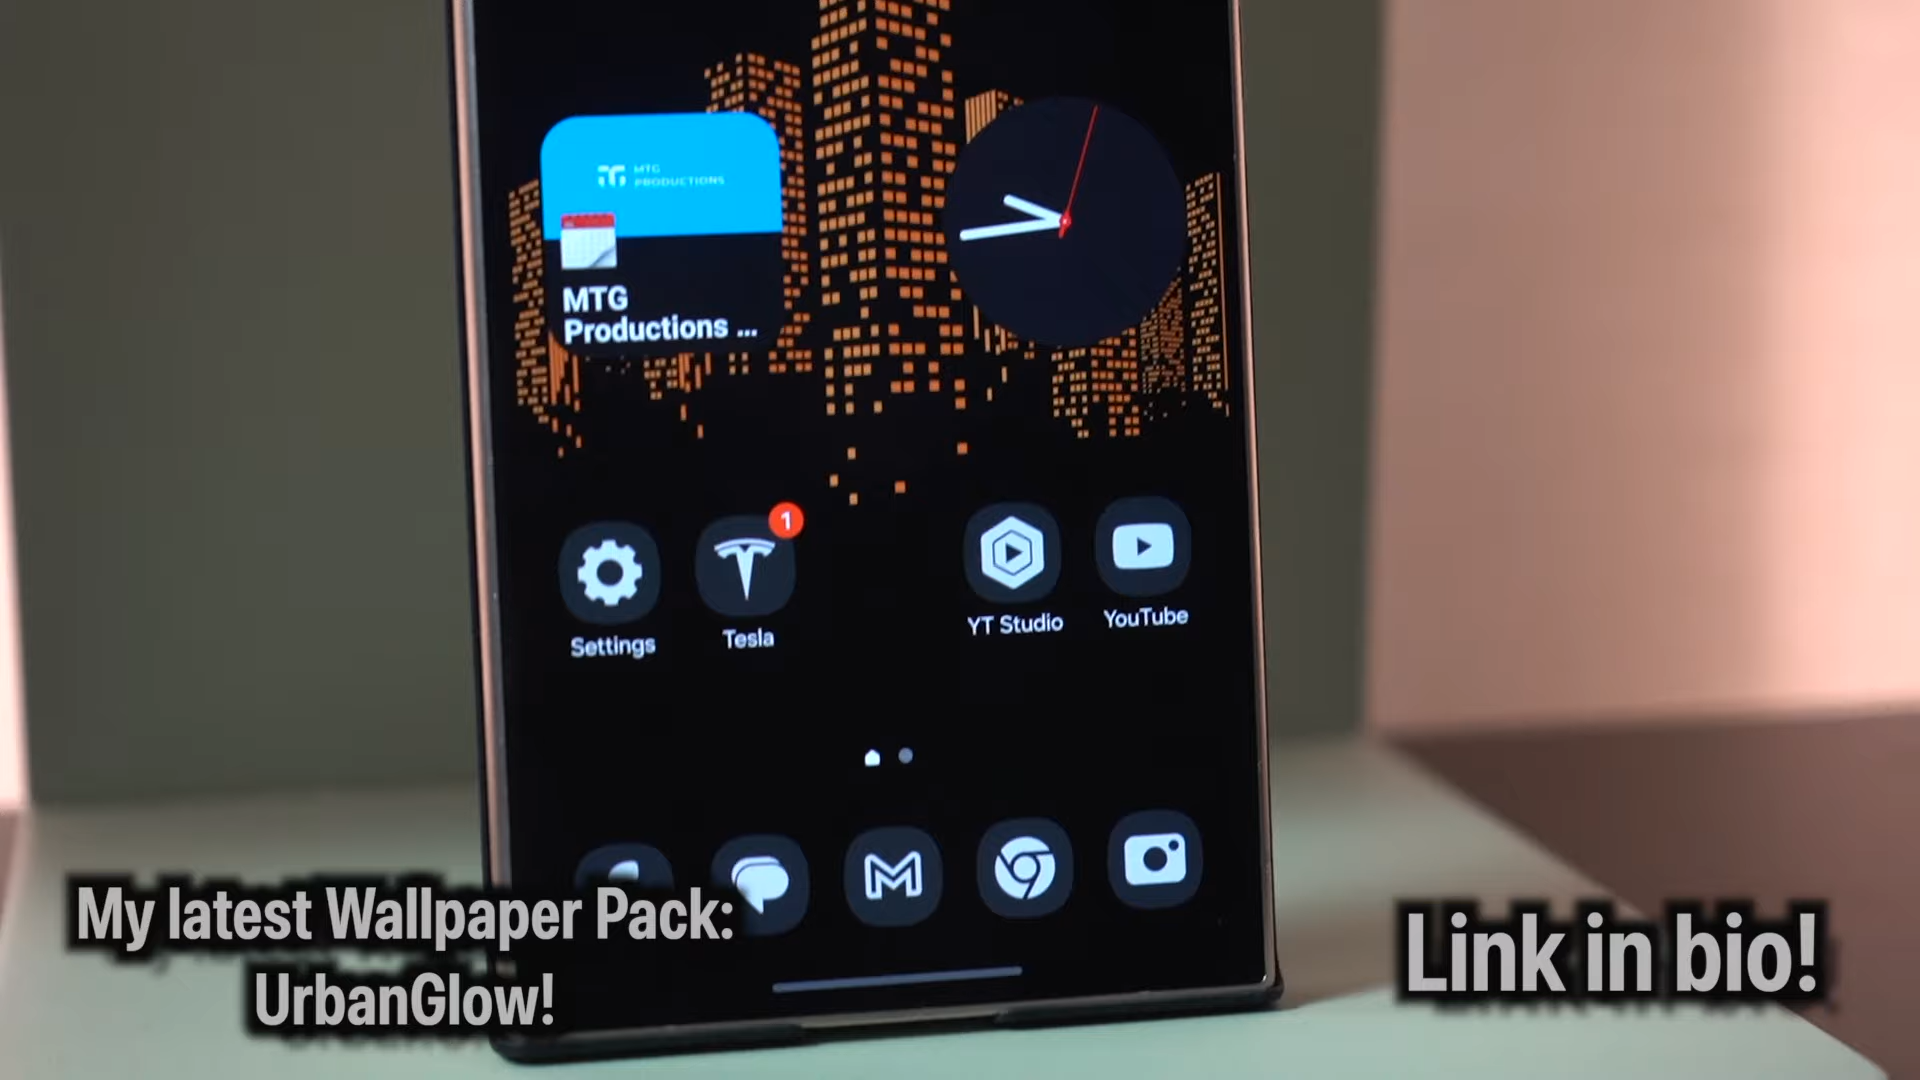 MTG
PRODUCTIONS
MTG
Productions ...
1
Settings
Tesla
YT Studio
YouTube
My latest Wallpaper Pack:
UrbanGlow!
Link in bio!